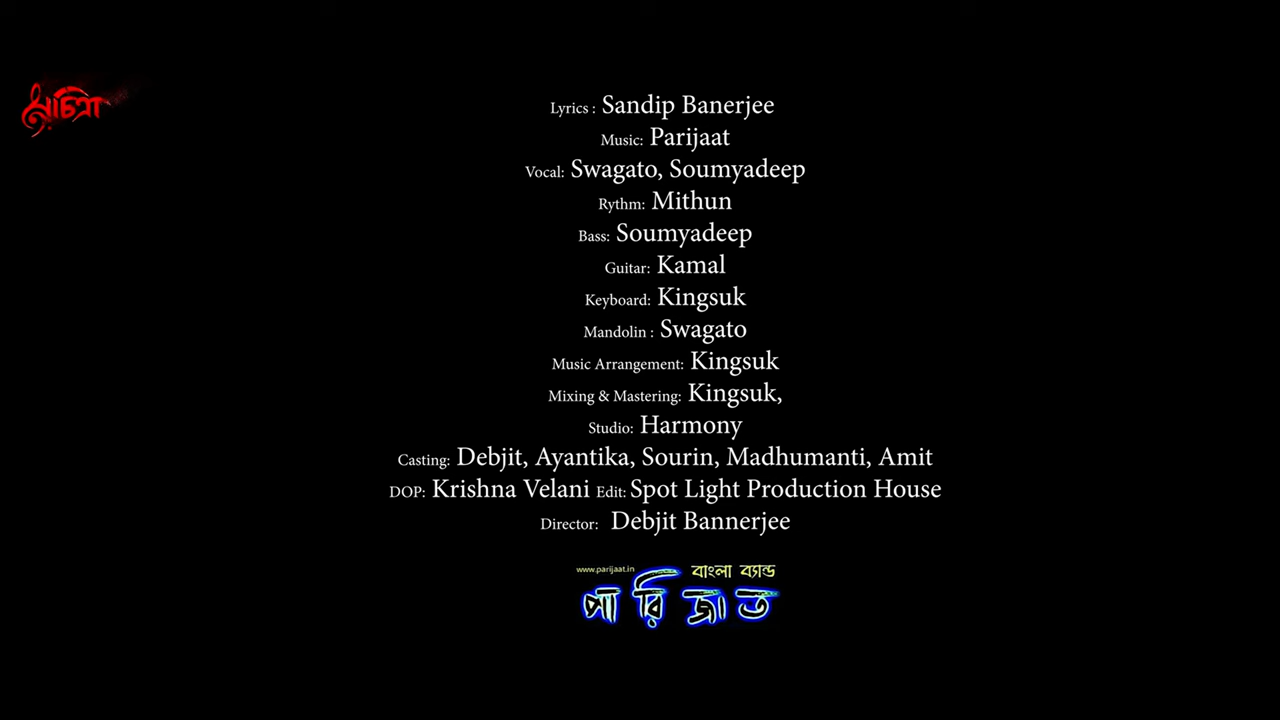 Lyrics : Sandip Banerjee
Music: Parijaat
Vocal: Swagato, Soumyadeep
Rythm: Mithun
Bass: Soumyadeep
Guitar: Kamal
Keyboard: Kingsuk
Mandolin : Swagato
Music Arrangement: Kingsuk
Mixing & Mastering: Kingsuk,
Studio: Harmony
Casting: Debjit, Ayantika, Sourin, Madhumanti, Amit
DOP: Krishna Velani Edit: Spot Light Production House
Director: Debjit Bannerjee
www.parijaat.in বাংলা ব্যান্ড
পারিজাত